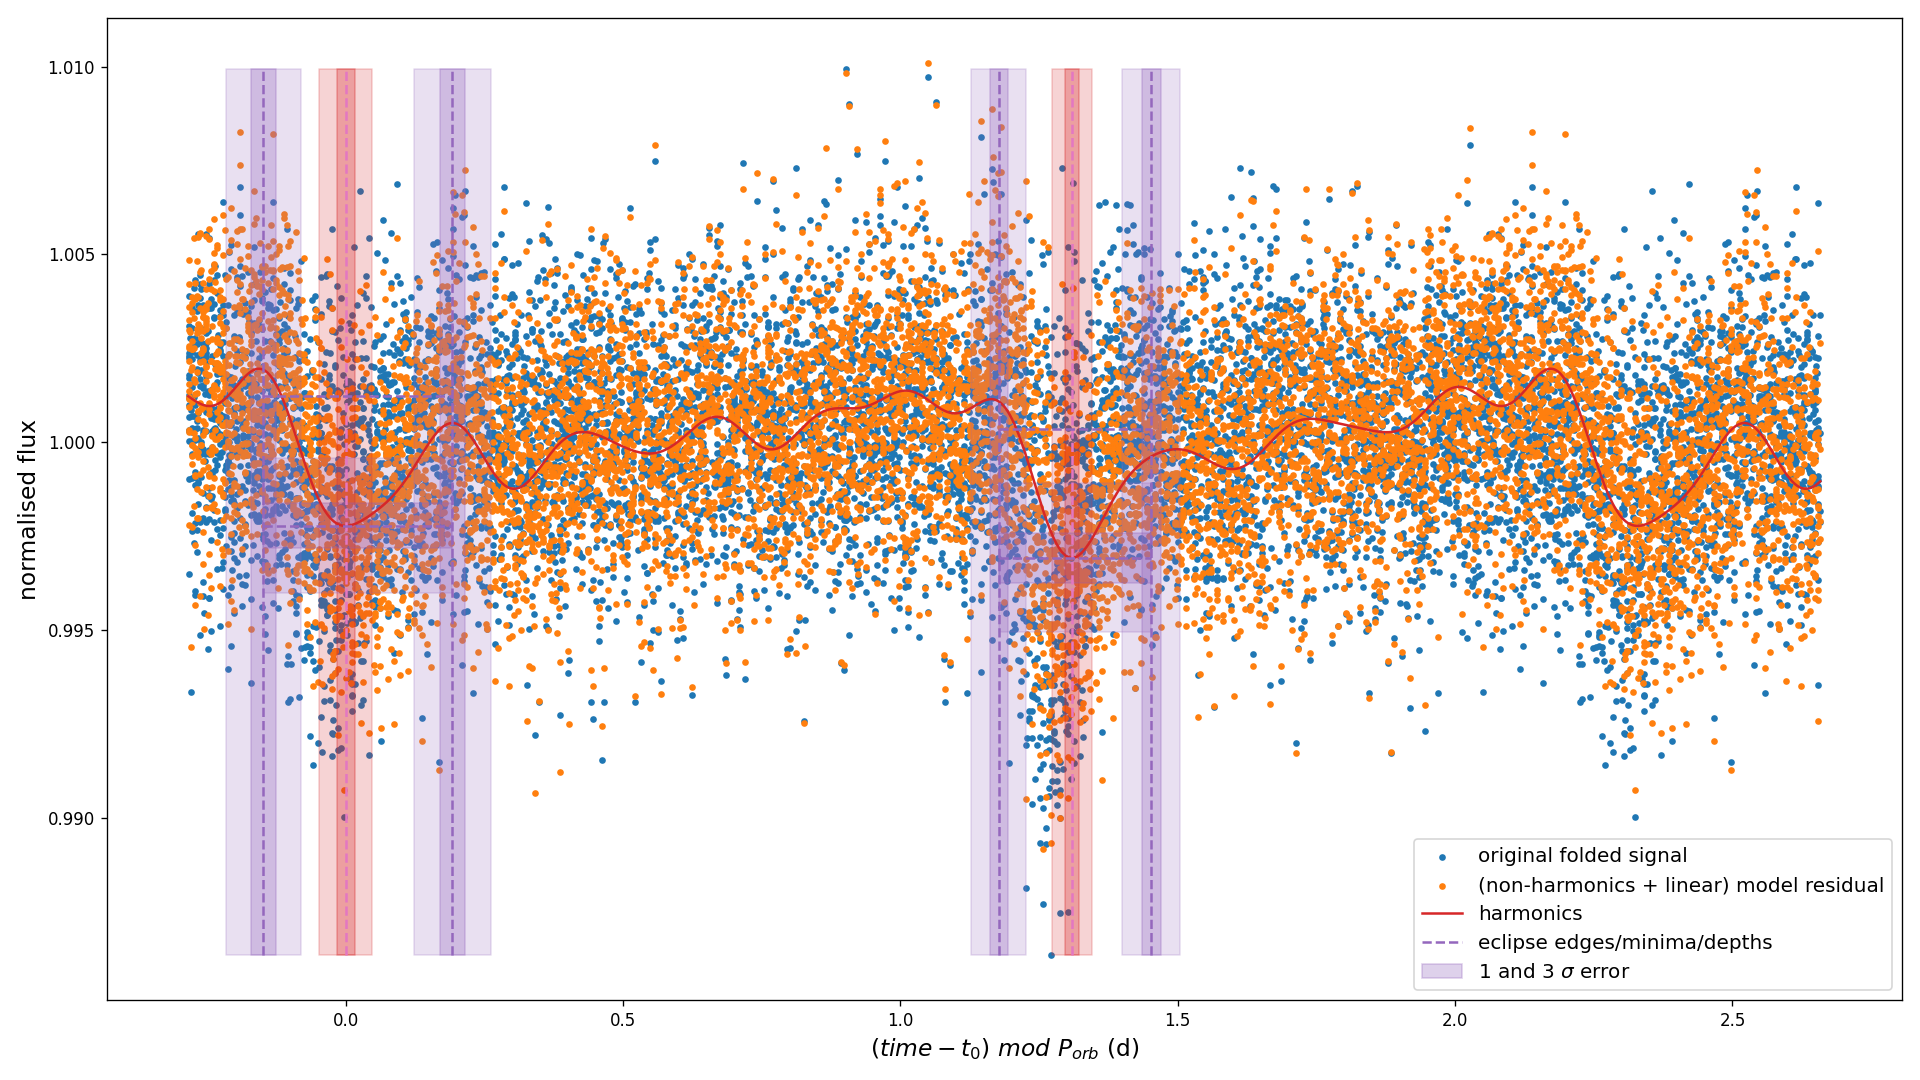 1.010
1.005
1.000
0.995
0.990
normalised flux
0.0 0.5 1.0 1.5 2.0 2.5
(time − t₀) mod Pₒᵣb (d)
original folded signal
(non-harmonics + linear) model residual
harmonics
eclipse edges/minima/depths
1 and 3 σ error